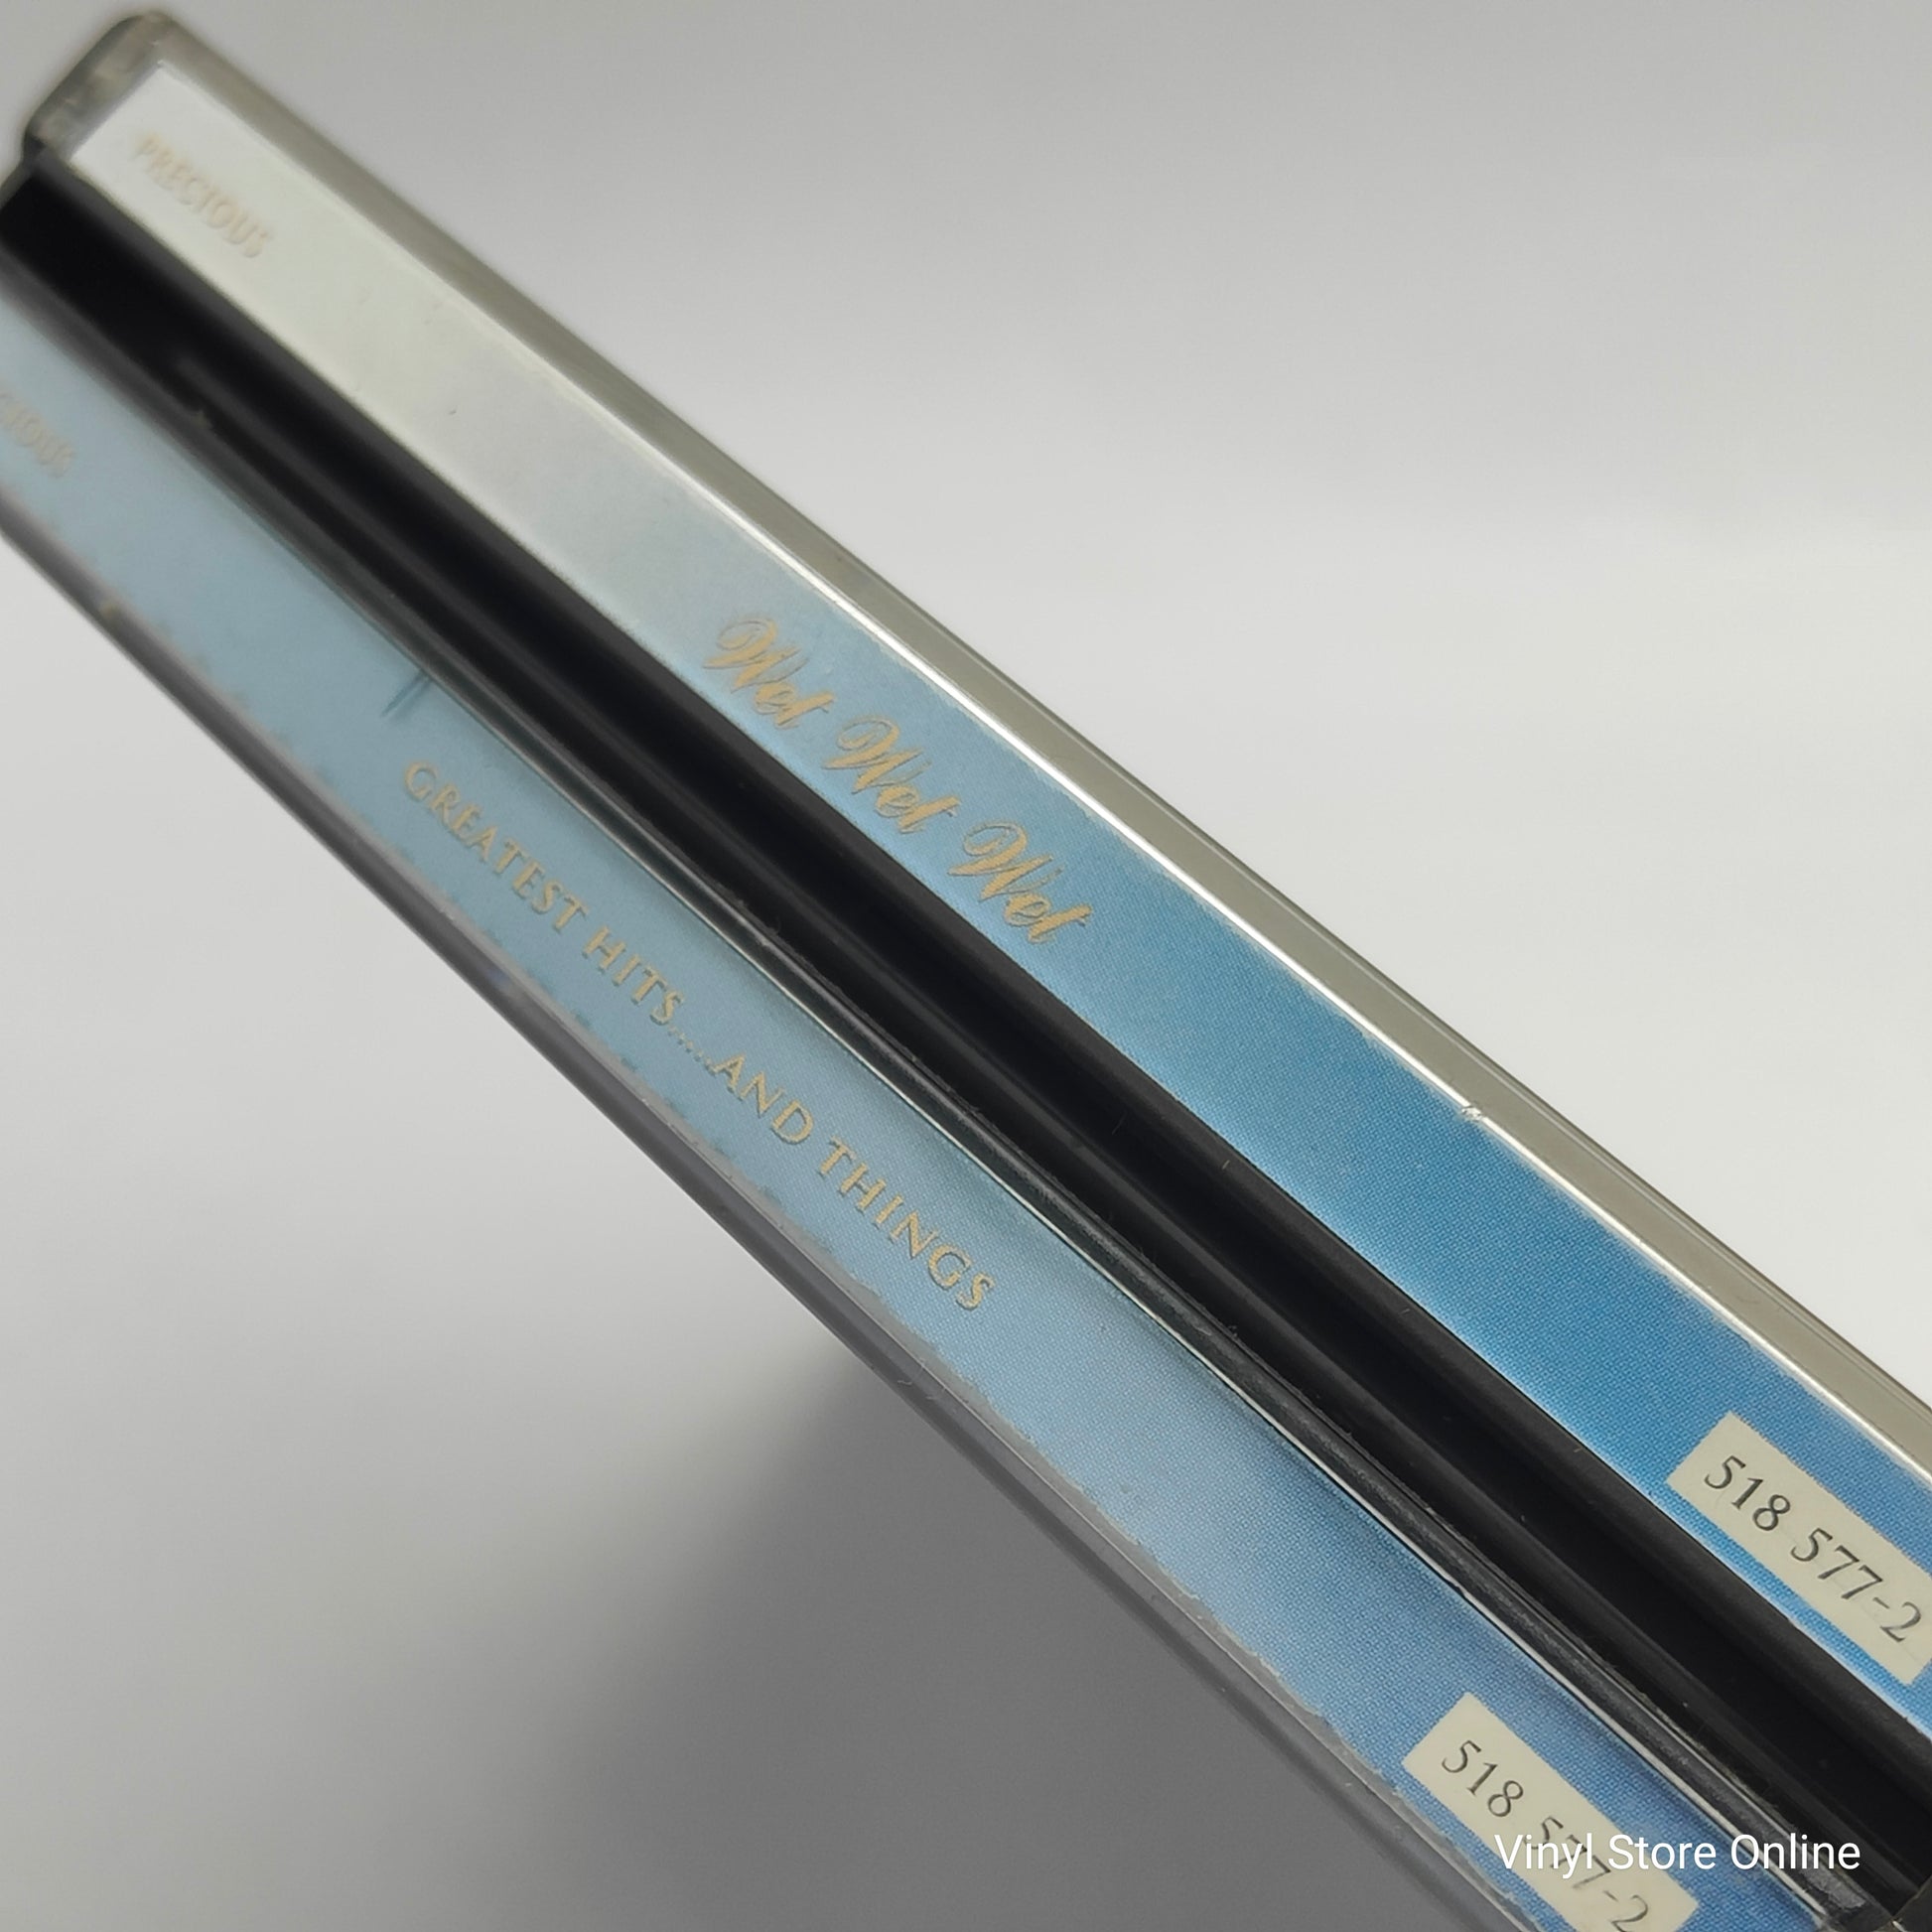 PRECIOUS
Wet Wet Wet
518 577-2
GREATEST HITS....AND THINGS
518 577-2
Vinyl Store Online